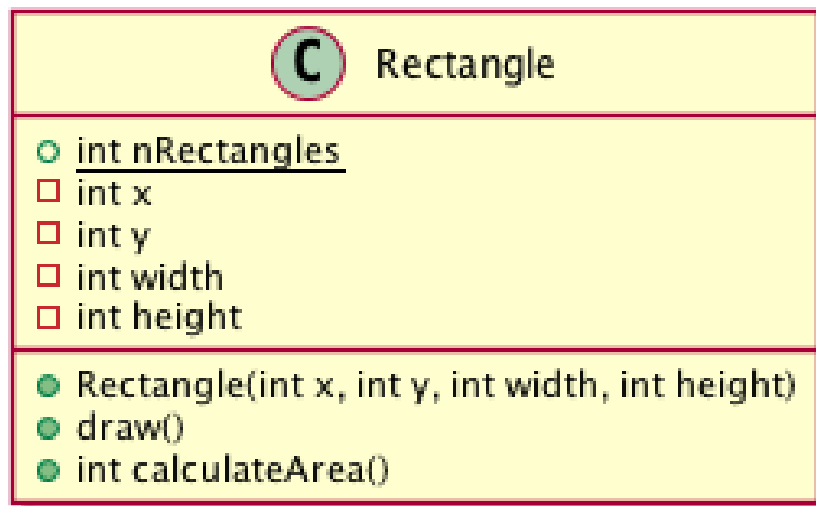 C Rectangle
int nRectangles
int x
int y
int width
int height
Rectangle(int x, int y, int width, int height)
draw()
int calculateArea()